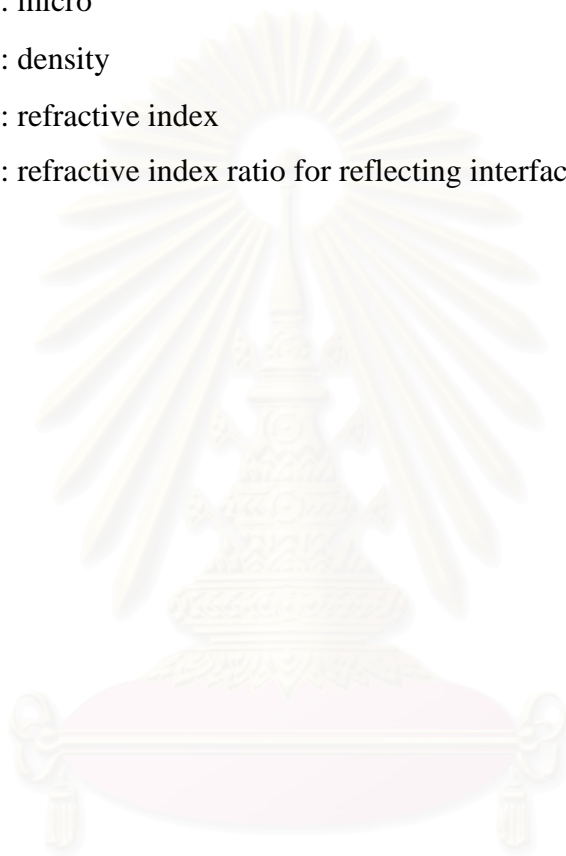 : micro
: density
: refractive index
: refractive index ratio for reflecting interfac